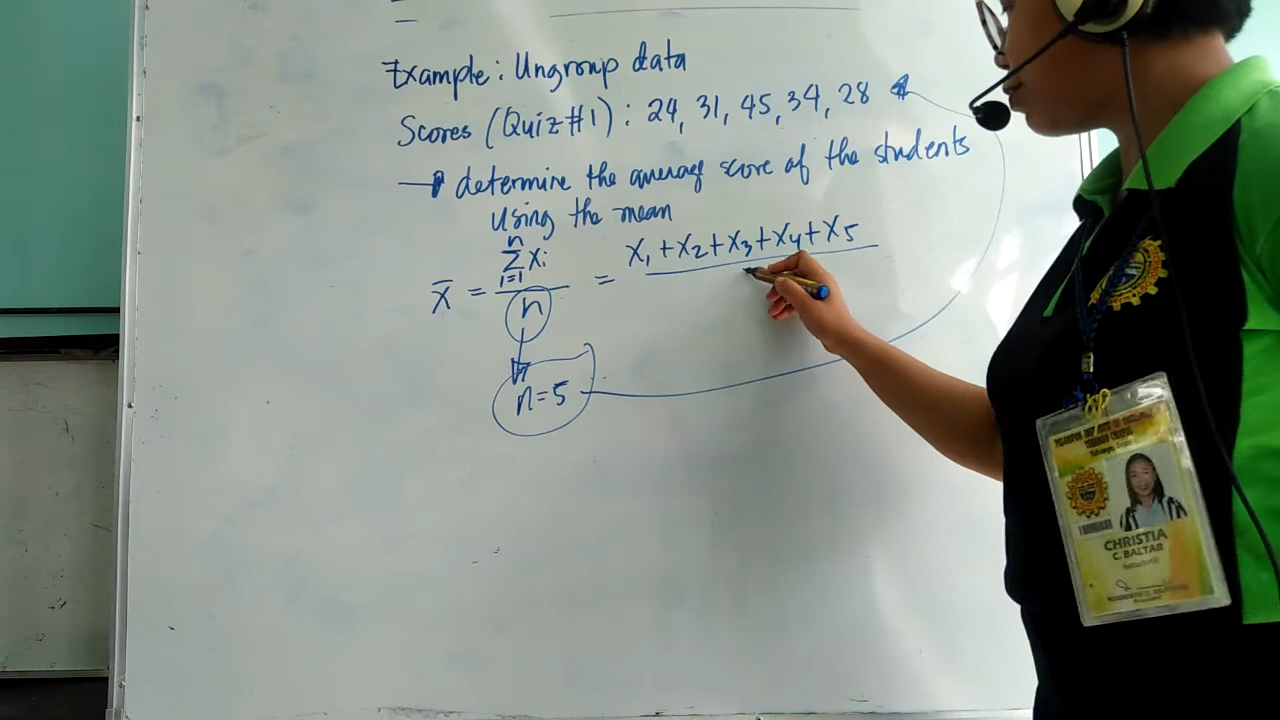 Example: Ungroup data
Scores (Quiz #1): 24, 31, 45, 34, 28
→ determine the average score of the students
using the mean
x̄ = ∑ⁿᵢ₌₁ xᵢ / n = x₁ + x₂ + x₃ + x₄ + x₅
n = 5
CHRISTIA
C. BALTAR